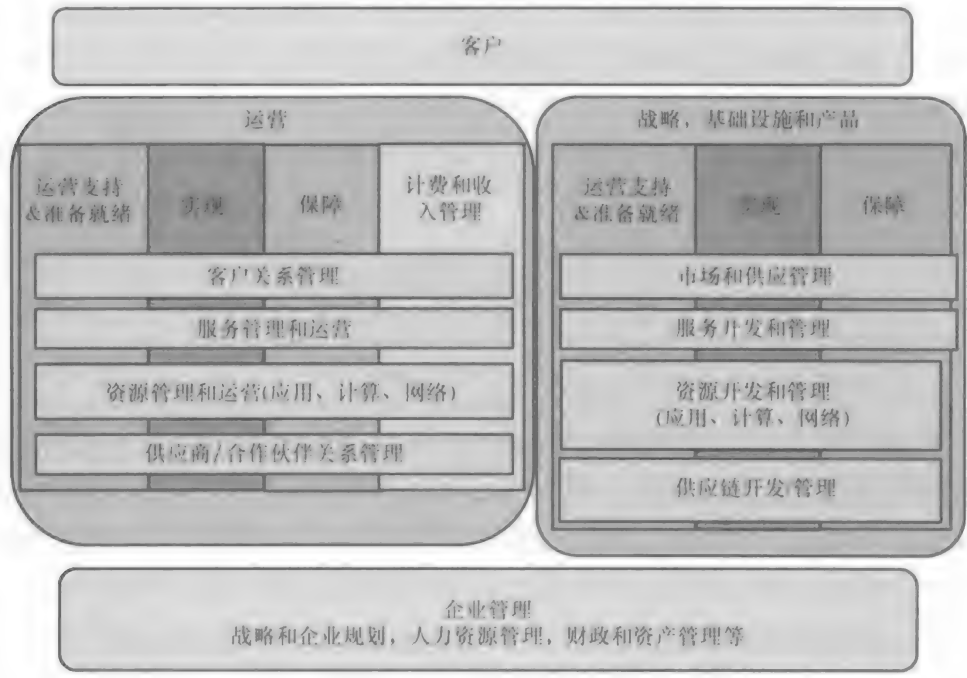 客户
运营
战略，基础设施和产品
运营支持
&准备就绪
实现
保障
计费和收
入管理
运营支持
&准备就绪
实现
保障
客户关系管理
服务管理和运营
资源管理和运营(应用、计算、网络)
供应商/合作伙伴关系管理
市场和供应管理
服务开发和管理
资源开发和管理
(应用、计算、网络)
供应链开发/管理
企业管理
战略和企业规划，人力资源管理，财政和资产管理等